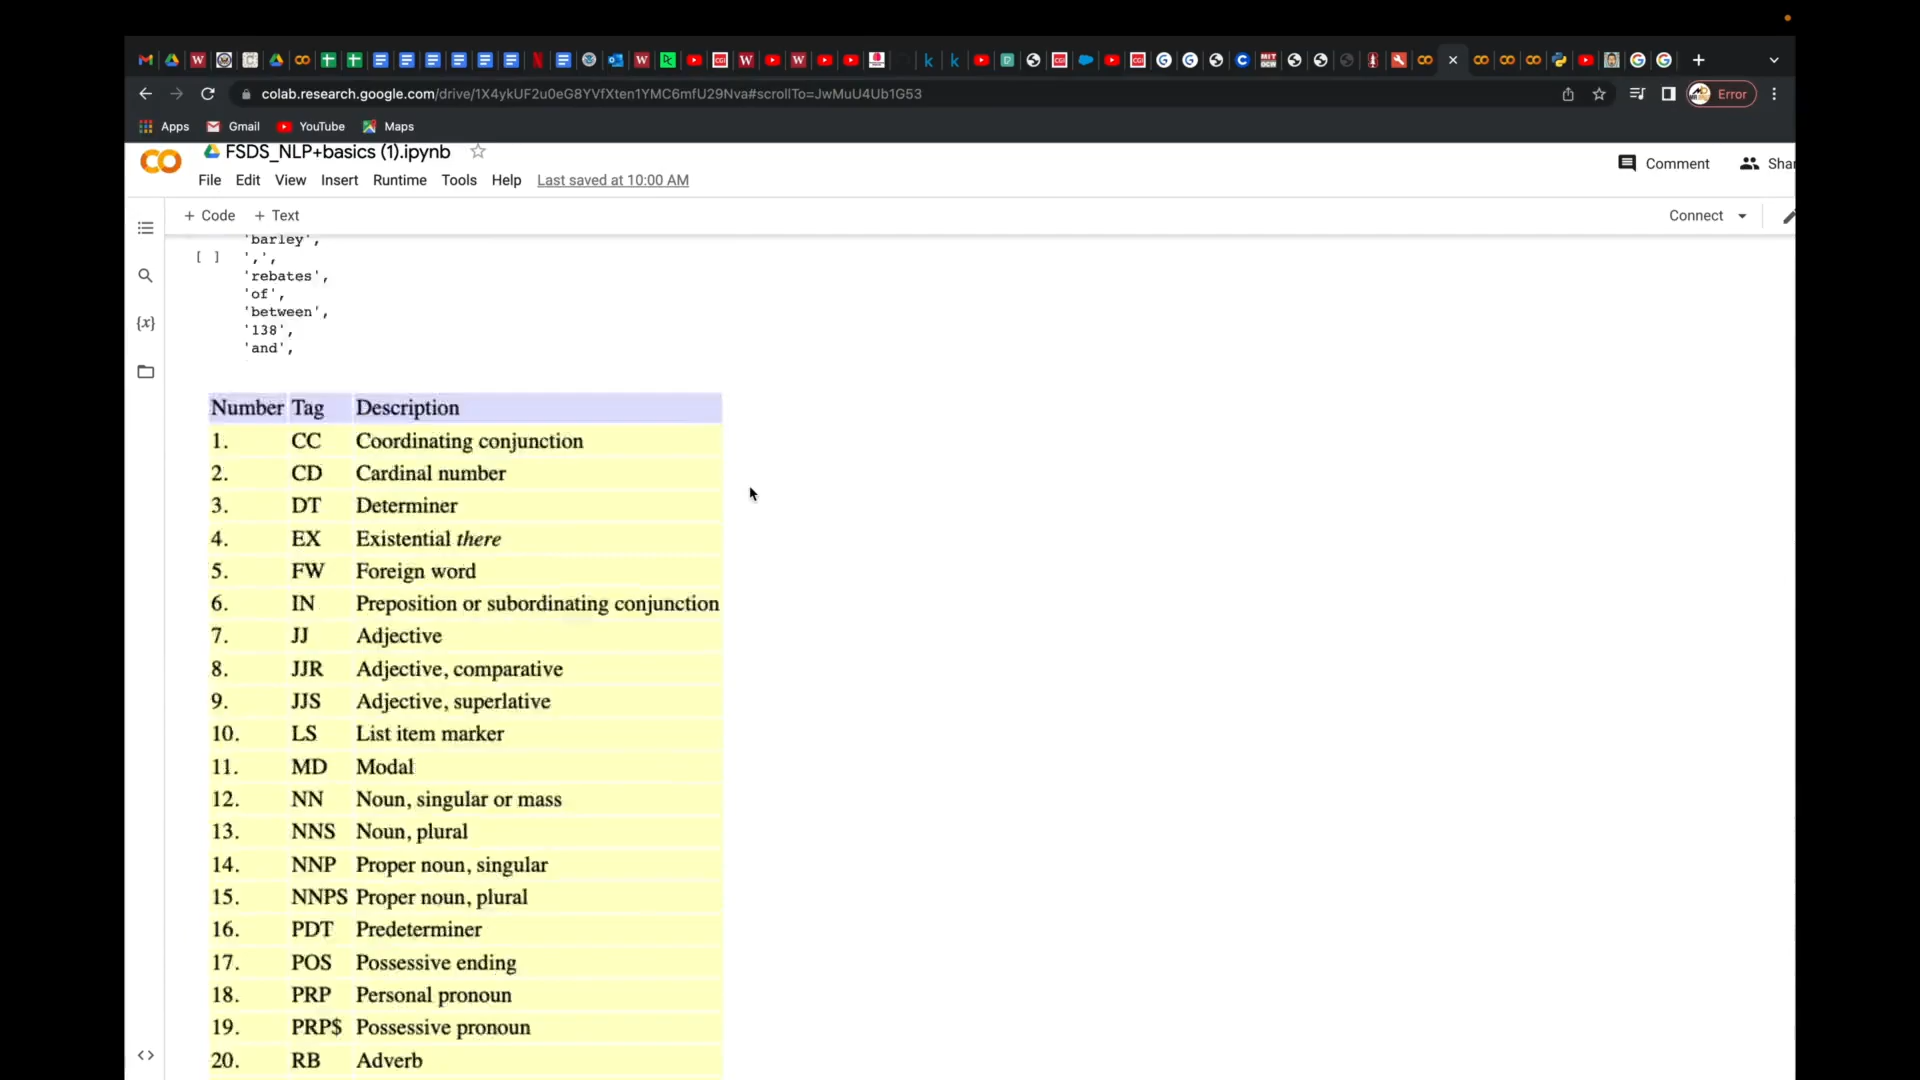 colab.research.google.com/drive/1X4ykUF2u0eG8YVfXten1YMC6mfU29Nva#scrollTo=JwMuU4Ub1G53
Error
Apps Gmail YouTube Maps
FSDS_NLP+basics (1).ipynb
Comment
Shar
File Edit View Insert Runtime Tools Help Last saved at 10:00 AM
+ Code + Text
Connect
'barley',
[ ] ',',
'rebates',
'of',
'between',
'138',
'and',
{x}
Number Tag Description
1. CC Coordinating conjunction
2. CD Cardinal number
3. DT Determiner
4. EX Existential there
5. FW Foreign word
6. IN Preposition or subordinating conjunction
7. JJ Adjective
8. JJR Adjective, comparative
9. JJS Adjective, superlative
10. LS List item marker
11. MD Modal
12. NN Noun, singular or mass
13. NNS Noun, plural
14. NNP Proper noun, singular
15. NNPS Proper noun, plural
16. PDT Predeterminer
17. POS Possessive ending
18. PRP Personal pronoun
19. PRP$ Possessive pronoun
20. RB Adverb